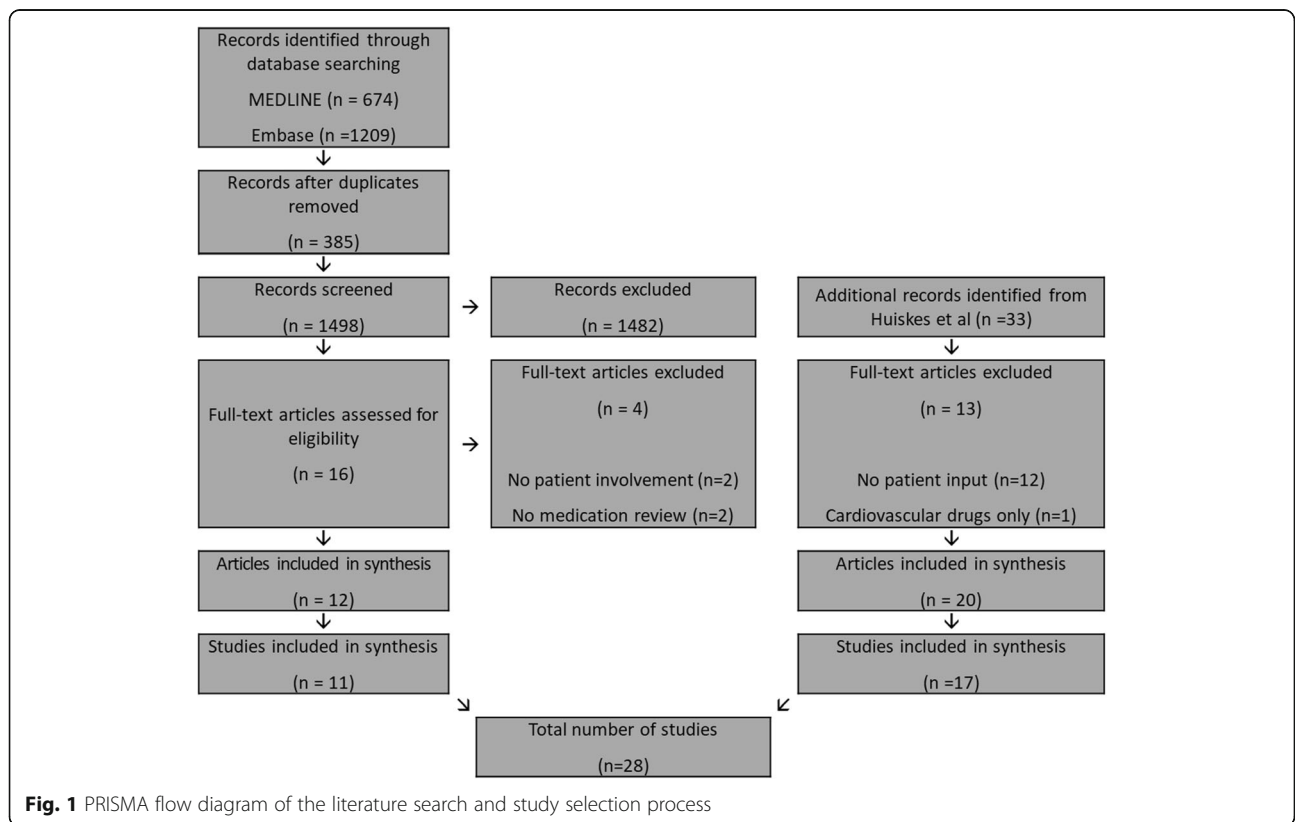 Records identified through
database searching
MEDLINE (n = 674)
Embase (n =1209)
↓
Records after duplicates
removed
(n = 385)
↓
Records screened
(n = 1498)
→
Records excluded
(n = 1482)
↓
Full-text articles assessed for
eligibility
(n = 16)
→
Full-text articles excluded
(n = 4)
No patient involvement (n=2)
No medication review (n=2)
↓
Articles included in synthesis
(n = 12)
↓
Studies included in synthesis
(n = 11)
↘
Additional records identified from
Huiskes et al (n =33)
↓
Full-text articles excluded
(n = 13)
No patient input (n=12)
Cardiovascular drugs only (n=1)
↓
Articles included in synthesis
(n = 20)
↓
Studies included in synthesis
(n =17)
↙
Total number of studies
(n=28)
Fig. 1 PRISMA flow diagram of the literature search and study selection process